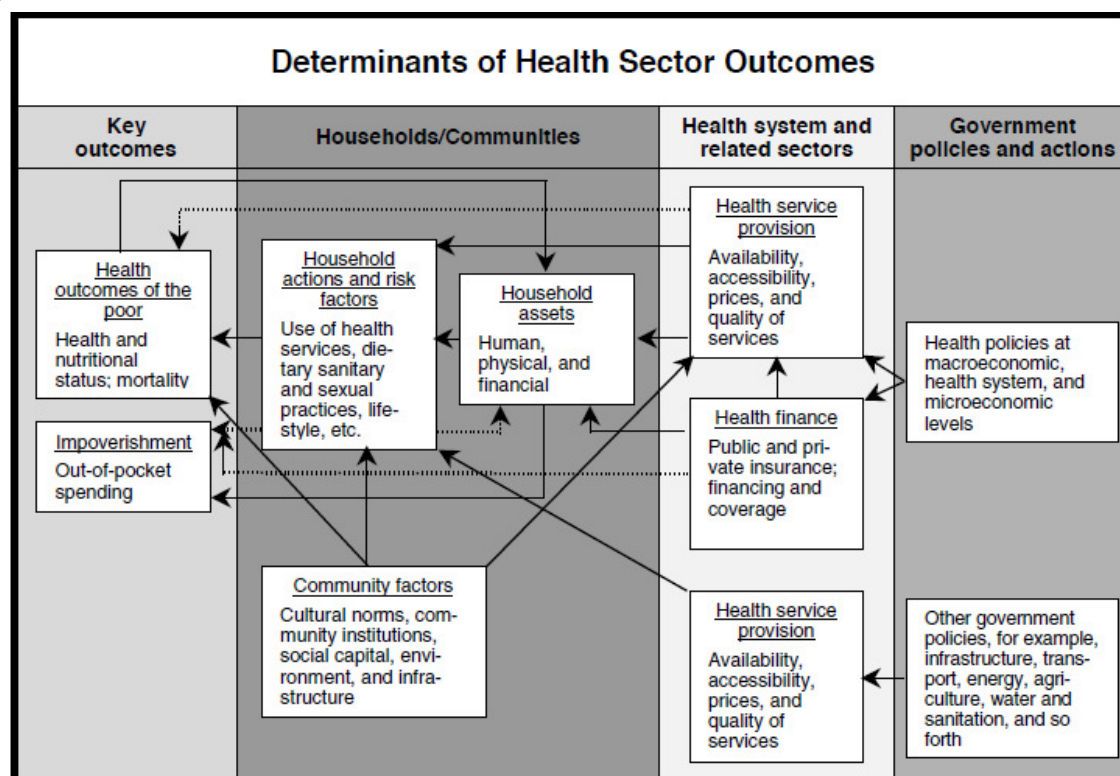 Determinants of Health Sector Outcomes
Key
outcomes
Households/Communities
Health system and
related sectors
Government
policies and actions
Health
outcomes of the
poor
Health and
nutritional
status; mortality
Impoverishment
Out-of-pocket
spending
Household
actions and risk
factors
Use of health
services, die-
tary sanitary
and sexual
practices, life-
style, etc.
Household
assets
Human,
physical, and
financial
Community factors
Cultural norms, com-
munity institutions,
social capital, envi-
ronment, and infra-
structure
Health service
provision
Availability,
accessibility,
prices, and
quality of
services
Health finance
Public and pri-
vate insurance;
financing and
coverage
Health service
provision
Availability,
accessibility,
prices, and
quality of
services
Health policies at
macroeconomic,
health system, and
microeconomic
levels
Other government
policies, for example,
infrastructure, trans-
port, energy, agri-
culture, water and
sanitation, and so
forth